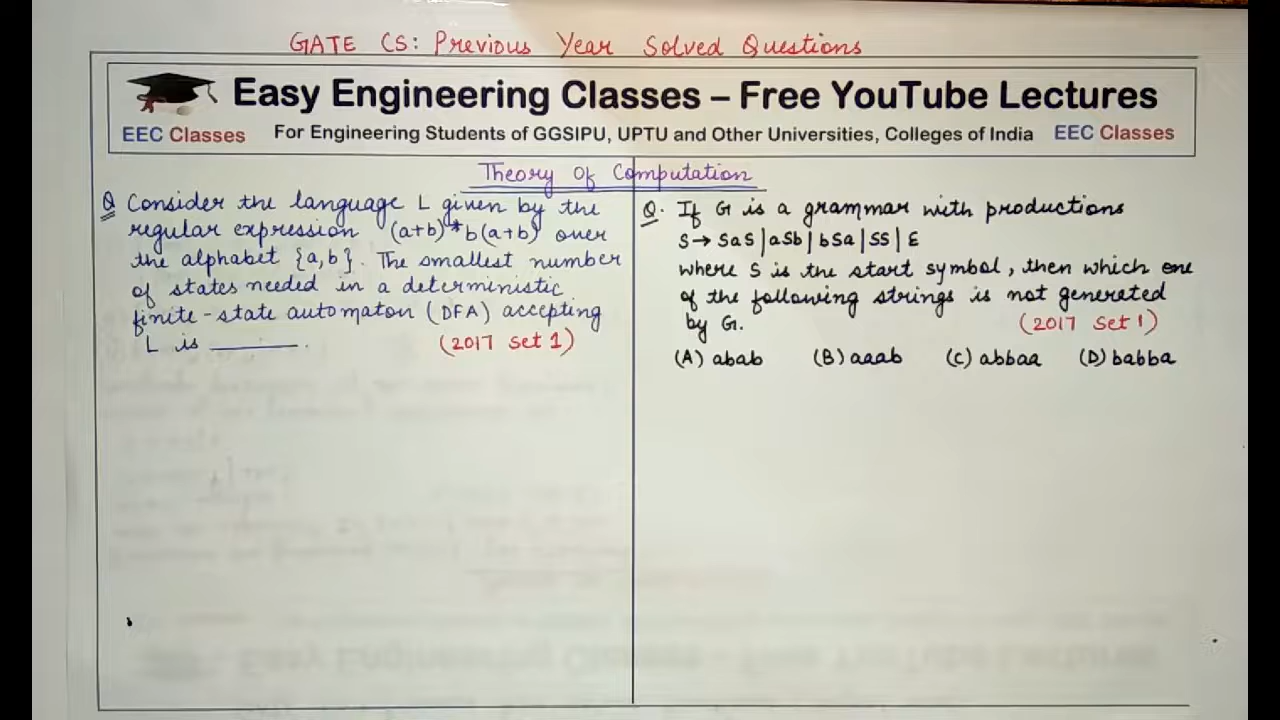 GATE CS: Previous Year Solved Questions
Easy Engineering Classes – Free YouTube Lectures
EEC Classes For Engineering Students of GGSIPU, UPTU and Other Universities, Colleges of India EEC Classes
Theory Of Computation
Q Consider the language L given by the
regular expression (a+b)*b(a+b) over
the alphabet {a,b}. The smallest number
of states needed in a deterministic
finite-state automaton (DFA) accepting
L is ________. (2017 set 1)
Q. If G is a grammar with productions
S→ SaS|aSb|bSa|SS|ε
where S is the start symbol, then which one
of the following strings is not generated
by G. (2017 Set 1)
(A) abab (B) aaab (C) abbaa (D) babba